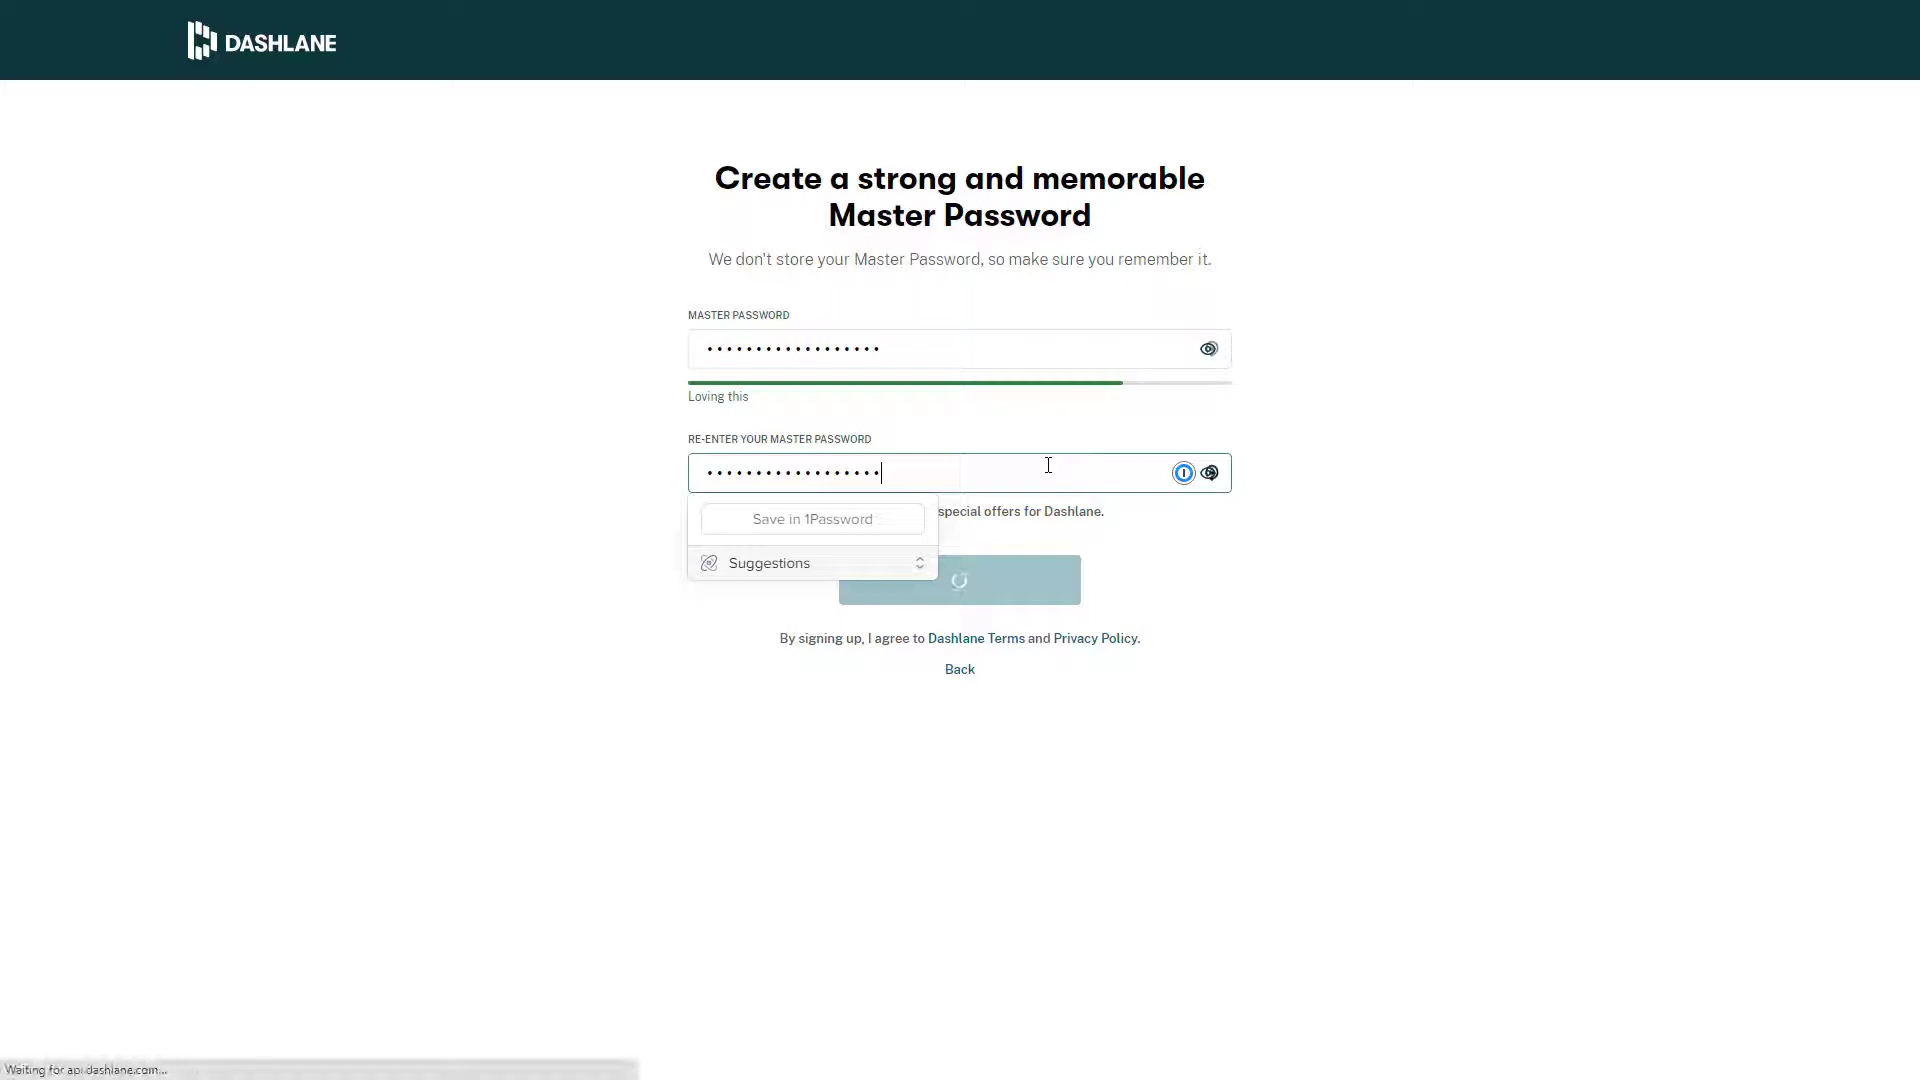 DASHLANE
Create a strong and memorable
Master Password
We don't store your Master Password, so make sure you remember it.
MASTER PASSWORD
••••••••••••••••••
Loving this
RE-ENTER YOUR MASTER PASSWORD
••••••••••••••••••
special offers for Dashlane.
Save in 1Password
Suggestions
By signing up, I agree to Dashlane Terms and Privacy Policy.
Back
Waiting for api.dashlane.com...